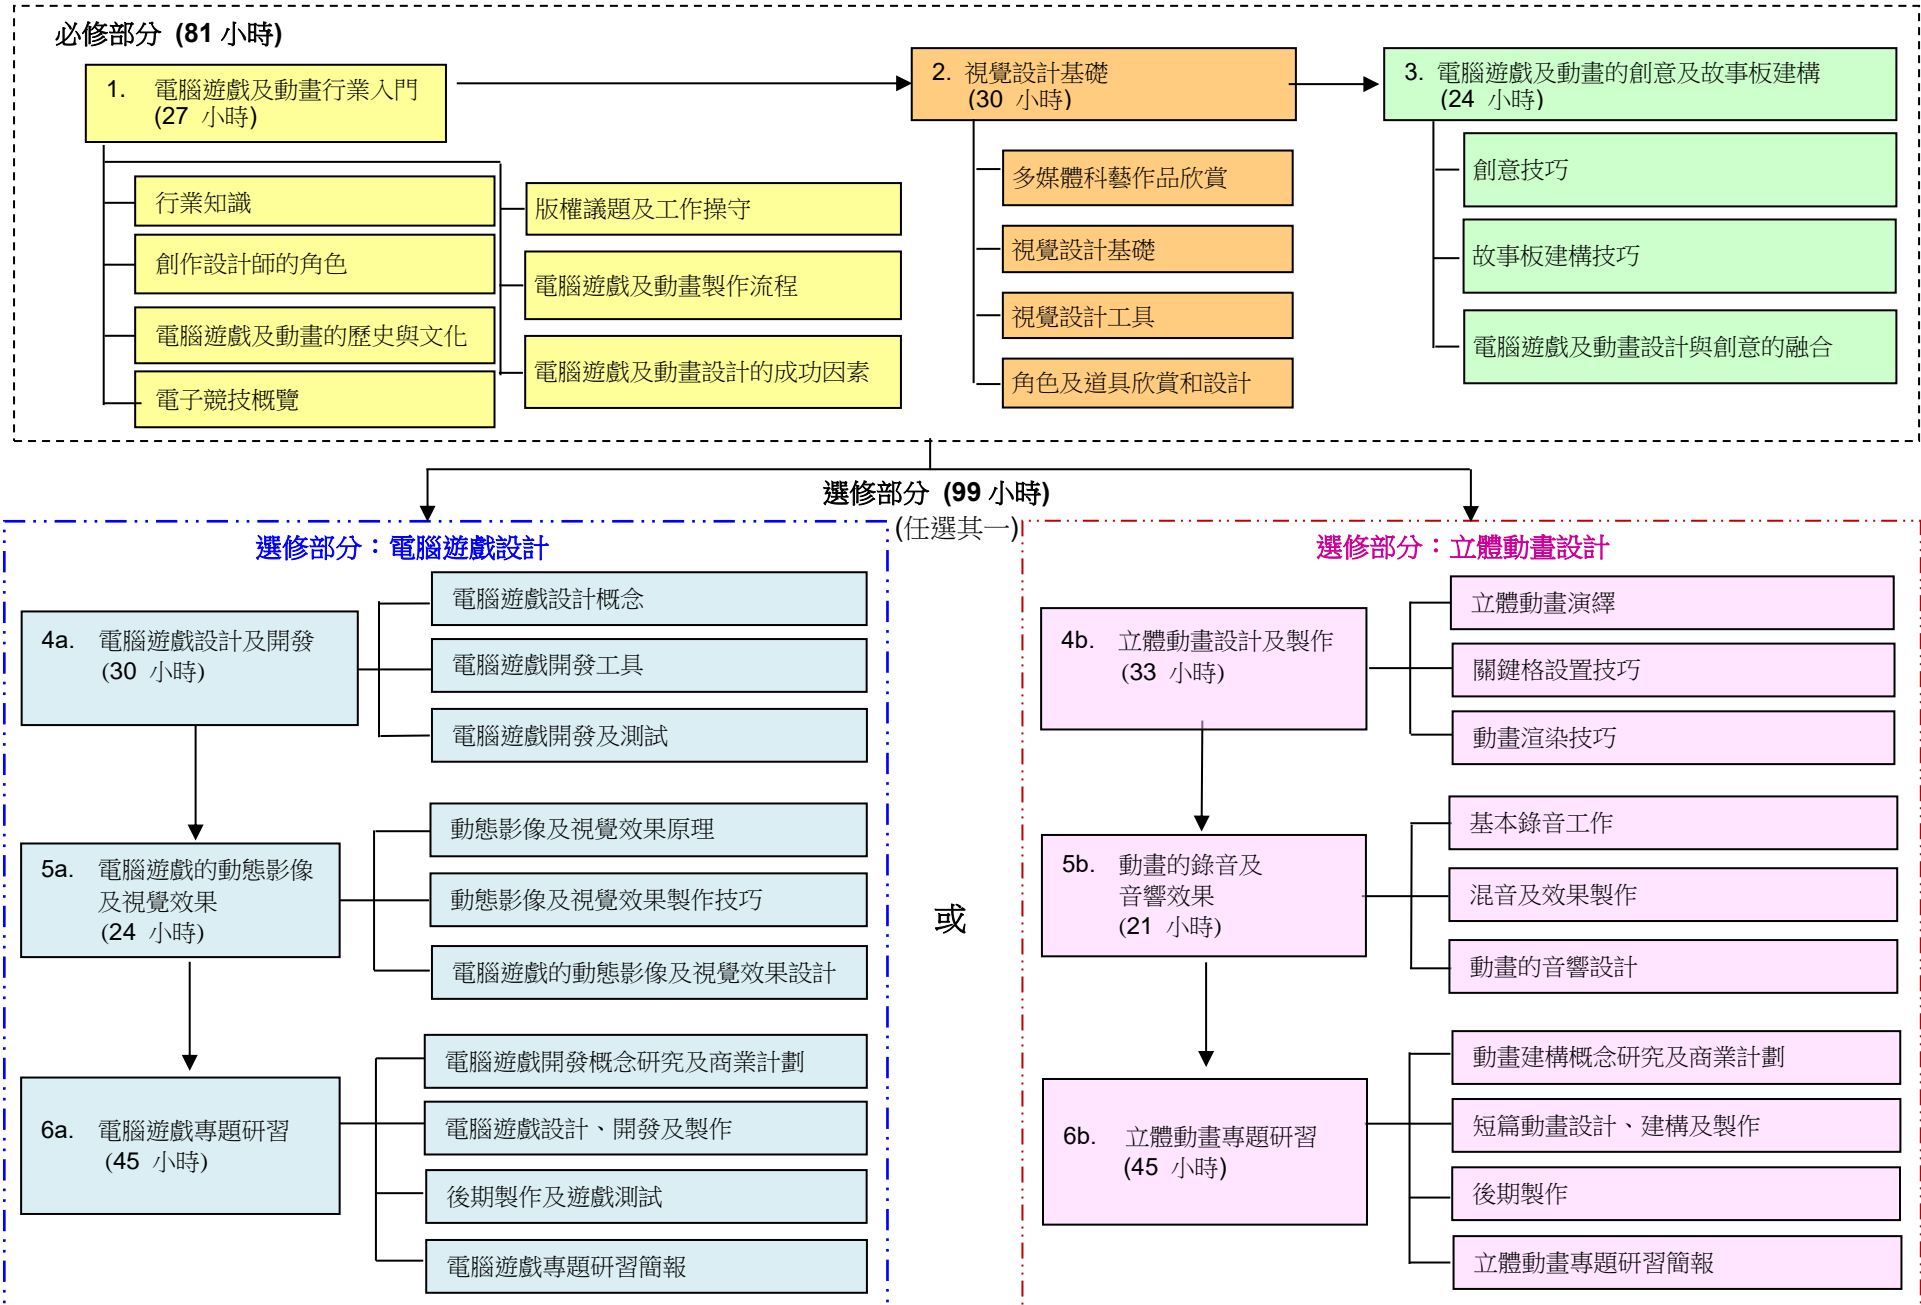 必修部分 (81 小時)
1. 電腦遊戲及動畫行業入門
(27 小時)
行業知識
創作設計師的角色
電腦遊戲及動畫的歷史與文化
電子競技概覽
版權議題及工作操守
電腦遊戲及動畫製作流程
電腦遊戲及動畫設計的成功因素
2. 視覺設計基礎
(30 小時)
多媒體科藝作品欣賞
視覺設計基礎
視覺設計工具
角色及道具欣賞和設計
3. 電腦遊戲及動畫的創意及故事板建構
(24 小時)
創意技巧
故事板建構技巧
電腦遊戲及動畫設計與創意的融合
選修部分 (99 小時)
(任選其一)
選修部分：電腦遊戲設計
4a. 電腦遊戲設計及開發
(30 小時)
電腦遊戲設計概念
電腦遊戲開發工具
電腦遊戲開發及測試
5a. 電腦遊戲的動態影像
及視覺效果
(24 小時)
動態影像及視覺效果原理
動態影像及視覺效果製作技巧
電腦遊戲的動態影像及視覺效果設計
6a. 電腦遊戲專題研習
(45 小時)
電腦遊戲開發概念研究及商業計劃
電腦遊戲設計、開發及製作
後期製作及遊戲測試
電腦遊戲專題研習簡報
或
選修部分：立體動畫設計
4b. 立體動畫設計及製作
(33 小時)
立體動畫演繹
關鍵格設置技巧
動畫渲染技巧
5b. 動畫的錄音及
音響效果
(21 小時)
基本錄音工作
混音及效果製作
動畫的音響設計
6b. 立體動畫專題研習
(45 小時)
動畫建構概念研究及商業計劃
短篇動畫設計、建構及製作
後期製作
立體動畫專題研習簡報